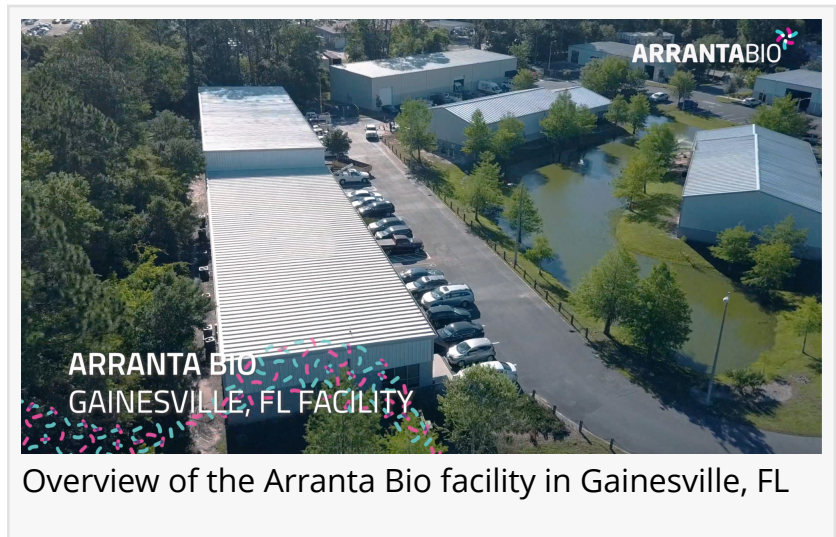 ARRANTABIO
ARRANTA BIO
GAINESVILLE, FL FACILITY
Overview of the Arranta Bio facility in Gainesville, FL